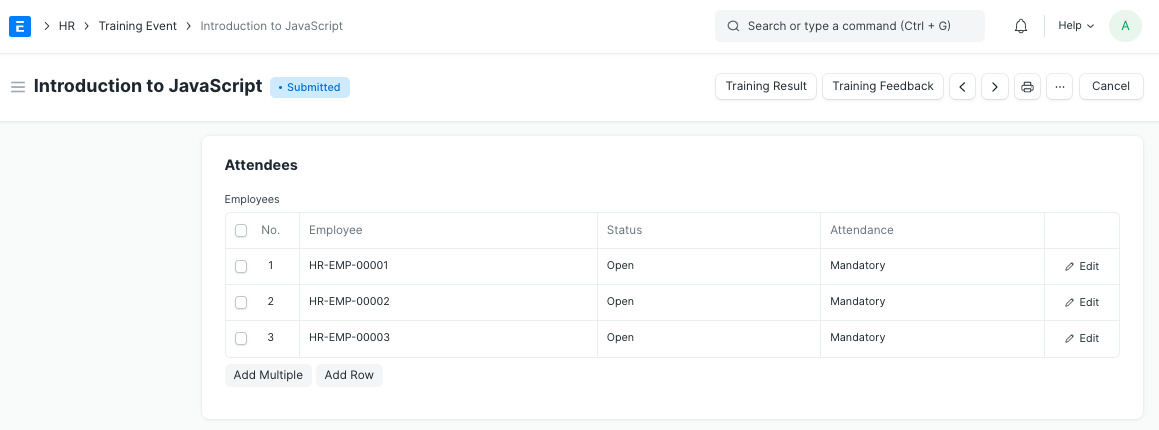 E > HR > Training Event > Introduction to JavaScript Search or type a command (Ctrl + G) Help A
Introduction to JavaScript • Submitted Training Result Training Feedback < > ... Cancel
Attendees
Employees
No. Employee Status Attendance
1 HR-EMP-00001 Open Mandatory Edit
2 HR-EMP-00002 Open Mandatory Edit
3 HR-EMP-00003 Open Mandatory Edit
Add Multiple Add Row